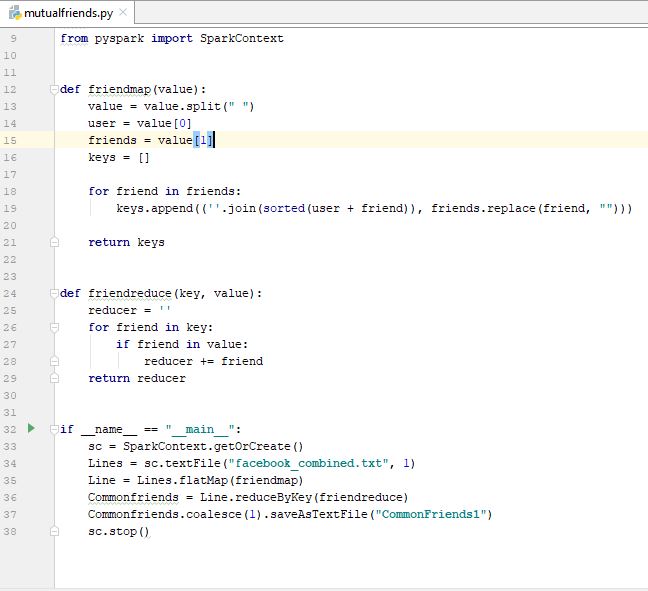 mutualfriends.py
9 from pyspark import SparkContext
10
11
12 def friendmap(value):
13     value = value.split(" ")
14     user = value[0]
15     friends = value[1]
16     keys = []
17
18     for friend in friends:
19         keys.append((''.join(sorted(user + friend)), friends.replace(friend, "")))
20
21     return keys
22
23
24 def friendreduce(key, value):
25     reducer = ''
26     for friend in key:
27         if friend in value:
28             reducer += friend
29     return reducer
30
31
32 if __name__ == "__main__":
33     sc = SparkContext.getOrCreate()
34     Lines = sc.textFile("facebook_combined.txt", 1)
35     Line = Lines.flatMap(friendmap)
36     Commonfriends = Line.reduceByKey(friendreduce)
37     Commonfriends.coalesce(1).saveAsTextFile("CommonFriends1")
38     sc.stop()